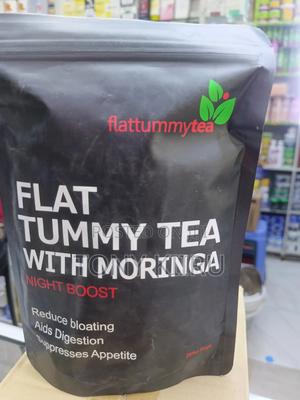 flattummytea
FLAT
TUMMY TEA
WITH MORINGA
NIGHT BOOST
Reduce bloating
Aids Digestion
Suppresses Appetite